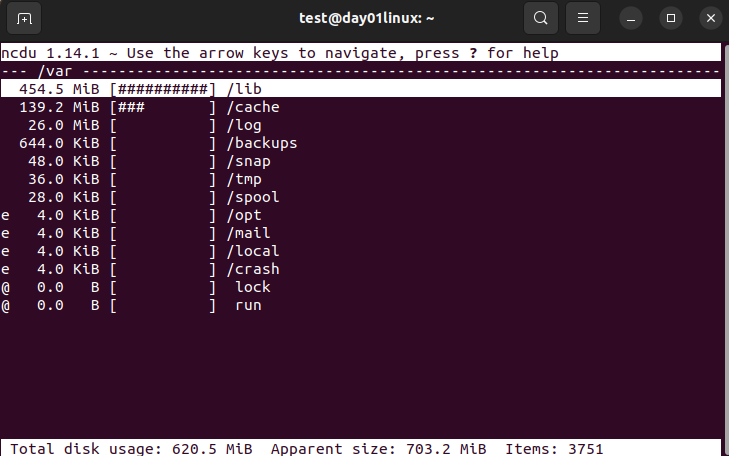 test@day01linux: ~
ncdu 1.14.1 ~ Use the arrow keys to navigate, press ? for help
--- /var -----------------------------------------------------------------------
  454.5 MiB [##########] /lib
  139.2 MiB [###       ] /cache
   26.0 MiB [          ] /log
  644.0 KiB [          ] /backups
   48.0 KiB [          ] /snap
   36.0 KiB [          ] /tmp
   28.0 KiB [          ] /spool
e   4.0 KiB [          ] /opt
e   4.0 KiB [          ] /mail
e   4.0 KiB [          ] /local
e   4.0 KiB [          ] /crash
@   0.0   B [          ]  lock
@   0.0   B [          ]  run
Total disk usage: 620.5 MiB  Apparent size: 703.2 MiB  Items: 3751